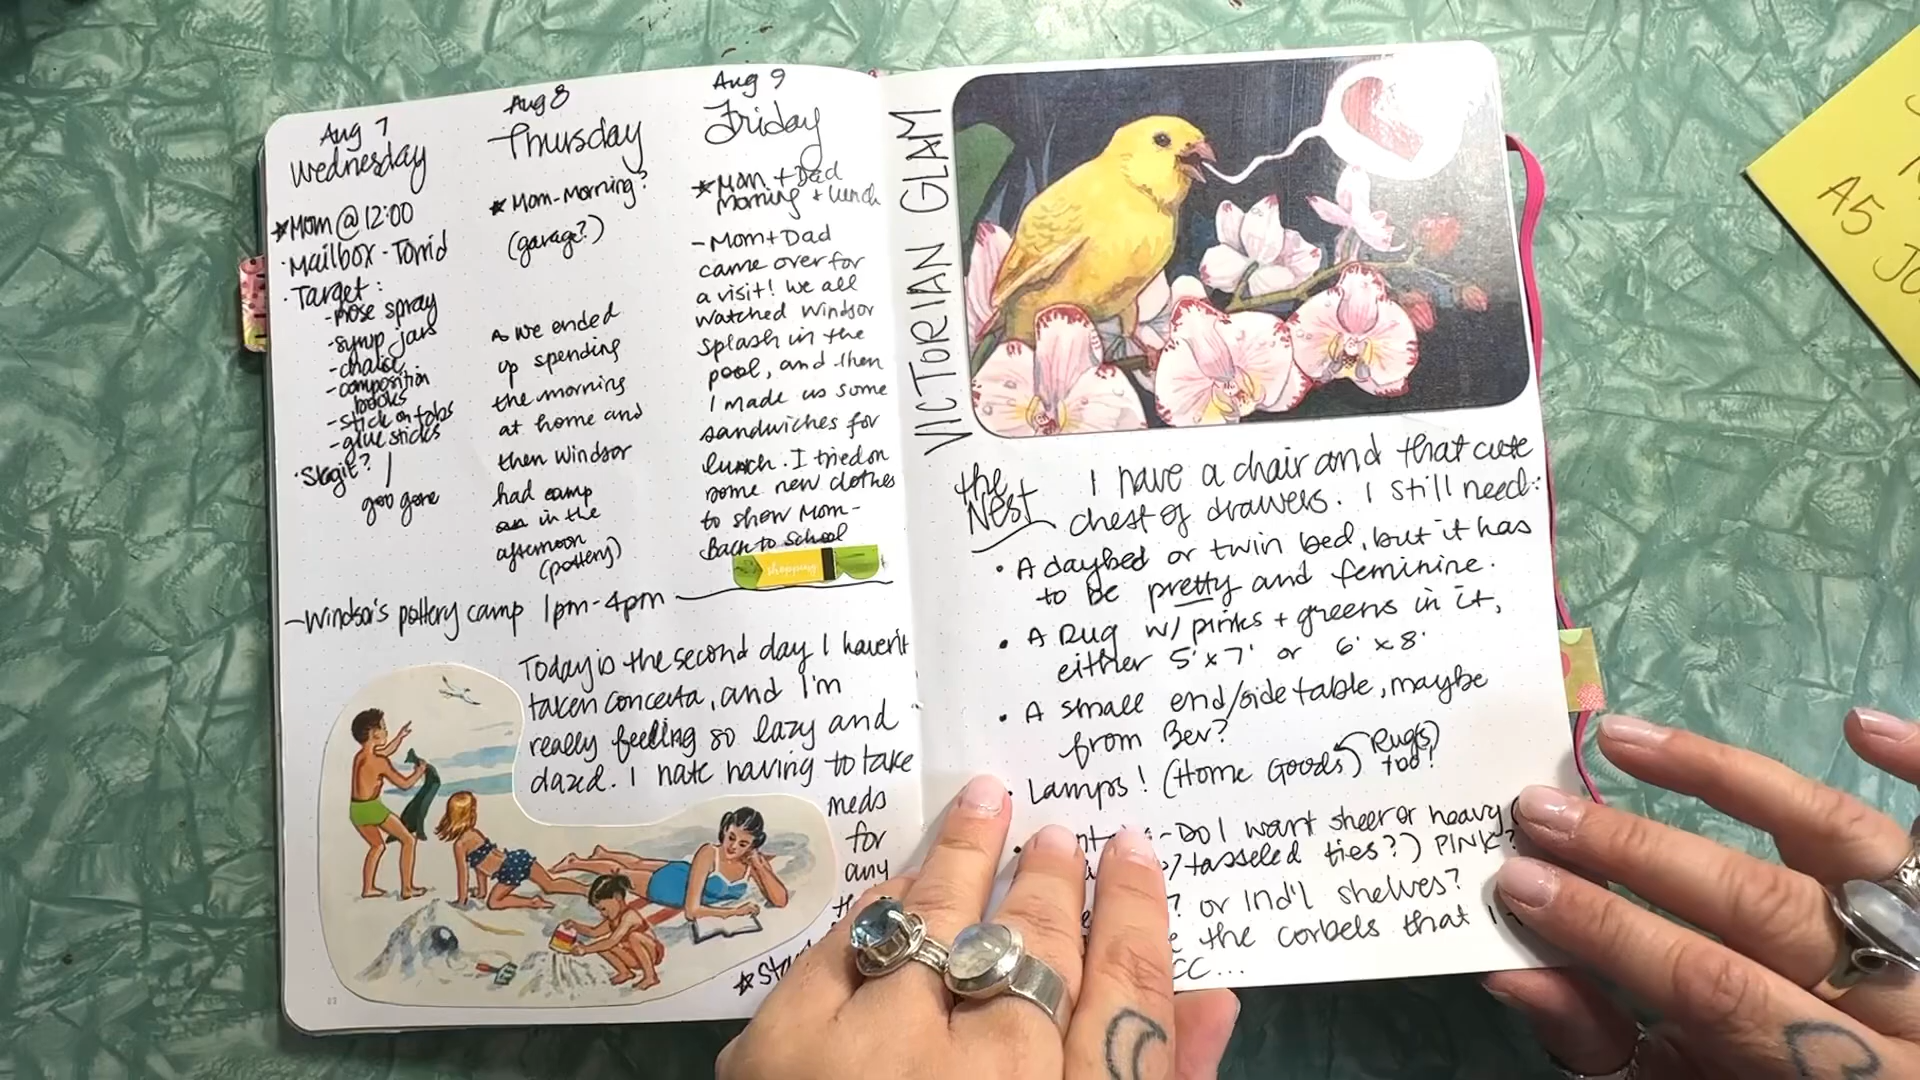 Aug 7
Wednesday
★ Mom @ 12:00
· Mailbox - Torrid
· Target:
- nose spray
- syrup jars
- chalice
- composition
books
- stick on tabs
- glue sticks
· Skagit?
goo gone
Aug 8
Thursday
★ Mom - Morning?
(garage?)
★ We ended
up spending
the morning
at home and
then Windsor
had camp
in the
afternoon
(pottery)
Aug 9
Friday
★ Mom + Dad
Morning + Lunch
- Mom + Dad
came over for
a visit! We all
watched Windsor
splash in the
pool, and then
I made us some
sandwiches for
lunch. I tried on
some new clothes
to show Mom -
Back to School
shopping
- Windsor's pottery camp 1pm - 4pm
Today is the second day I haven't
taken concerta, and I'm
really feeling so lazy and
dazed. I hate having to take
meds
for
any
★ Sta
VICTORIAN GLAM
the
Nest
I have a chair and that cute
chest of drawers. I still need:
· A daybed or twin bed, but it has
to be pretty and feminine.
· A Rug w/ pinks + greens in it,
either 5' x 7' or 6' x 8'
· A small end/side table, maybe
from Bev?
· Lamps! (Home Goods) Rugs
too?
- Do I want sheer or heavy
w/ tasseled ties?) PINK?
? or Ind'l shelves?
the corbels that I
CC...
A5